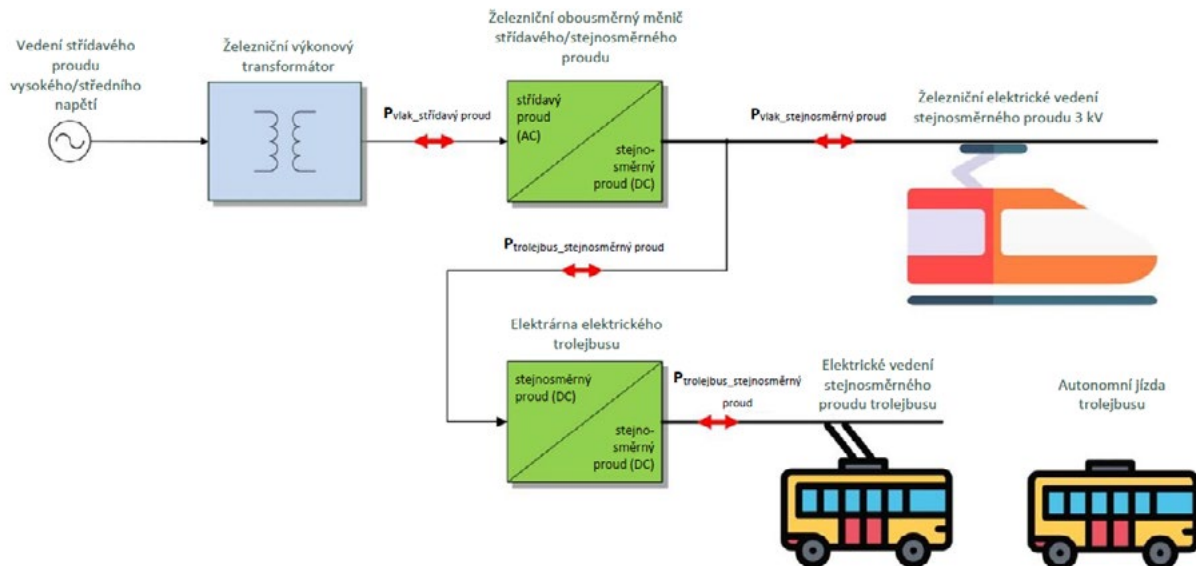 Vedení střídavého
proudu
vysokého/středního
napětí
Železniční výkonový
transformátor
Železniční obousměrný měnič
střídavého/stejnosměrného
proudu
střídavý
proud
(AC)
stejno-
směrný
proud (DC)
Pvlak_střídavý proud
Pvlak_stejnosměrný proud
Železniční elektrické vedení
stejnosměrného proudu 3 kV
Ptrolejbus_stejnosměrný proud
Elektrárna elektrického
trolejbusu
stejnosměrný
proud (DC)
stejno-
směrný
proud (DC)
Ptrolejbus_stejnosměrný
proud
Elektrické vedení
stejnosměrného
proudu trolejbusu
Autonomní jízda
trolejbusu